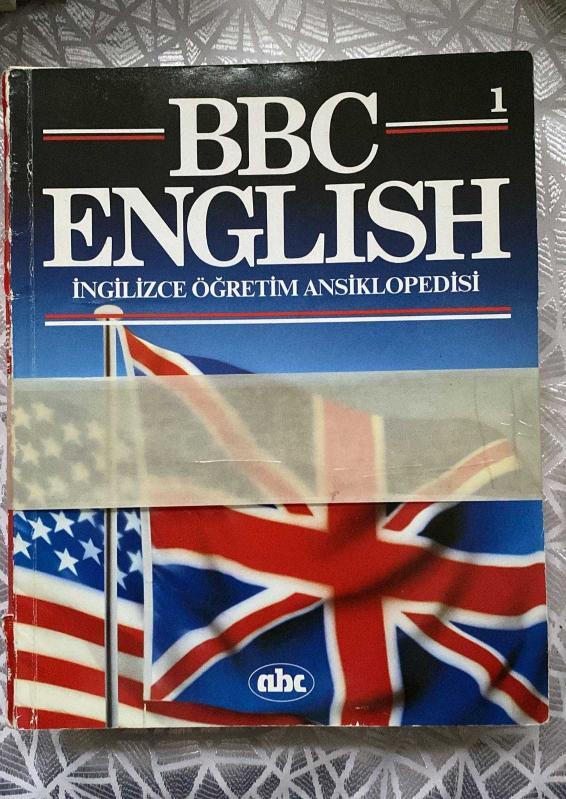 1
BBC
ENGLISH
İNGİLİZCE ÖĞRETİM ANSİKLOPEDİSİ
abc